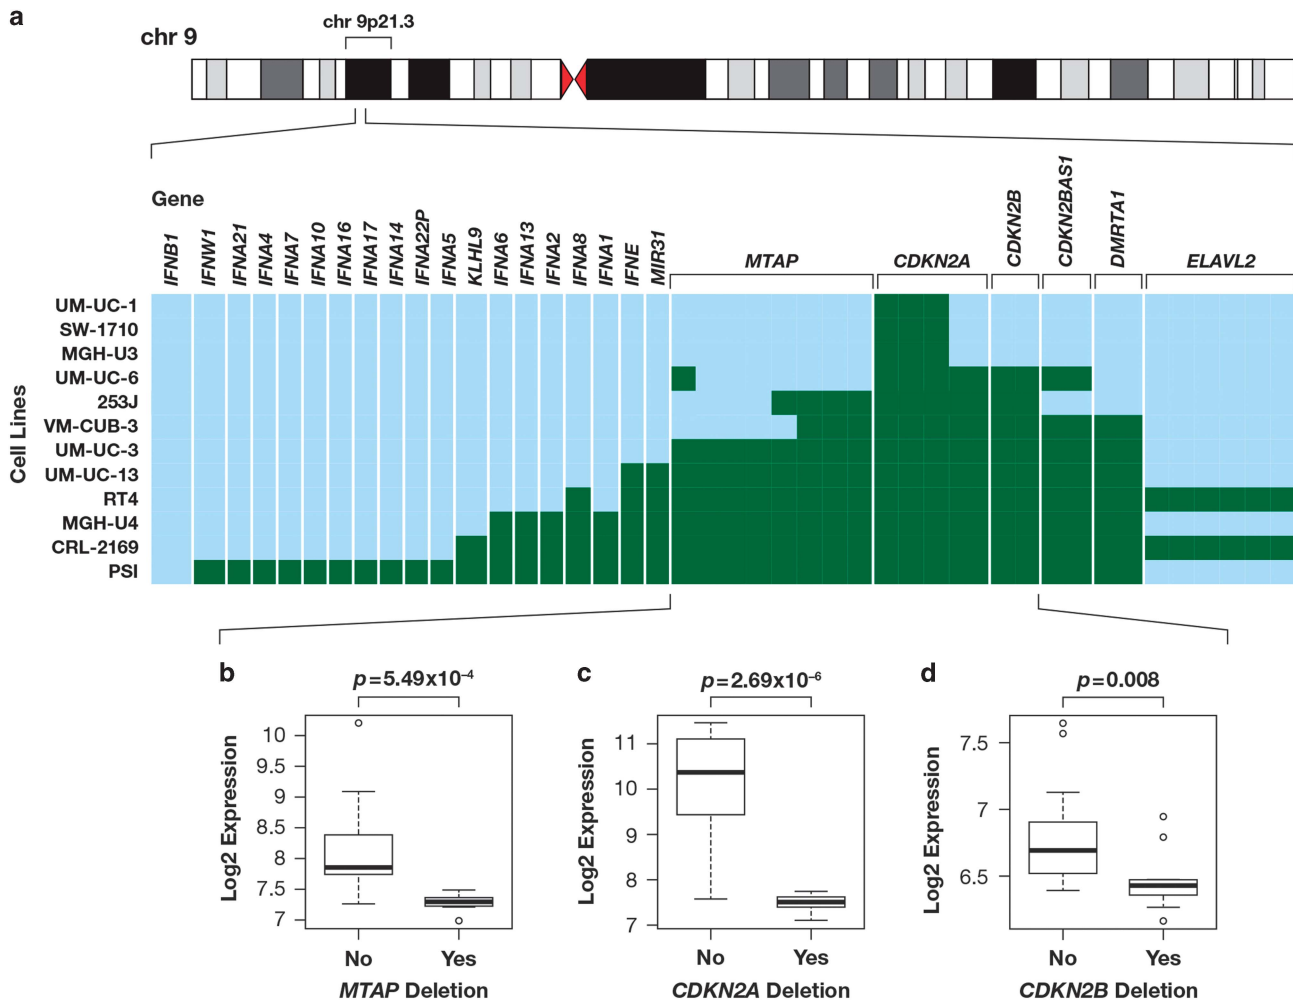 a
chr 9p21.3
chr 9
Gene
IFNB1
IFNW1
IFNA21
IFNA4
IFNA7
IFNA10
IFNA16
IFNA17
IFNA14
IFNA22P
IFNA5
KLHL9
IFNA6
IFNA13
IFNA2
IFNA8
IFNA1
IFNE
MIR31
MTAP
CDKN2A
CDKN2B
CDKN2BAS1
DMRTA1
ELAVL2
Cell Lines
UM-UC-1
SW-1710
MGH-U3
UM-UC-6
253J
VM-CUB-3
UM-UC-3
UM-UC-13
RT4
MGH-U4
CRL-2169
PSI
b
p=5.49x10⁻⁴
Log2 Expression
10
9.5
9
8.5
8
7.5
7
No Yes
MTAP Deletion
c
p=2.69x10⁻⁶
Log2 Expression
11
10
9
8
7
No Yes
CDKN2A Deletion
d
p=0.008
Log2 Expression
7.5
7
6.5
No Yes
CDKN2B Deletion